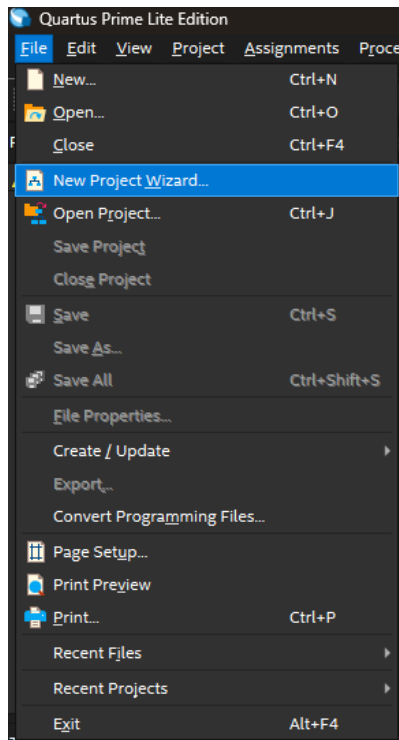 Quartus Prime Lite Edition
File Edit View Project Assignments Proce
New... Ctrl+N
Open... Ctrl+O
Close Ctrl+F4
New Project Wizard...
Open Project... Ctrl+J
Save Project
Close Project
Save Ctrl+S
Save As...
Save All Ctrl+Shift+S
File Properties...
Create / Update
Export...
Convert Programming Files...
Page Setup...
Print Preview
Print... Ctrl+P
Recent Files
Recent Projects
Exit Alt+F4